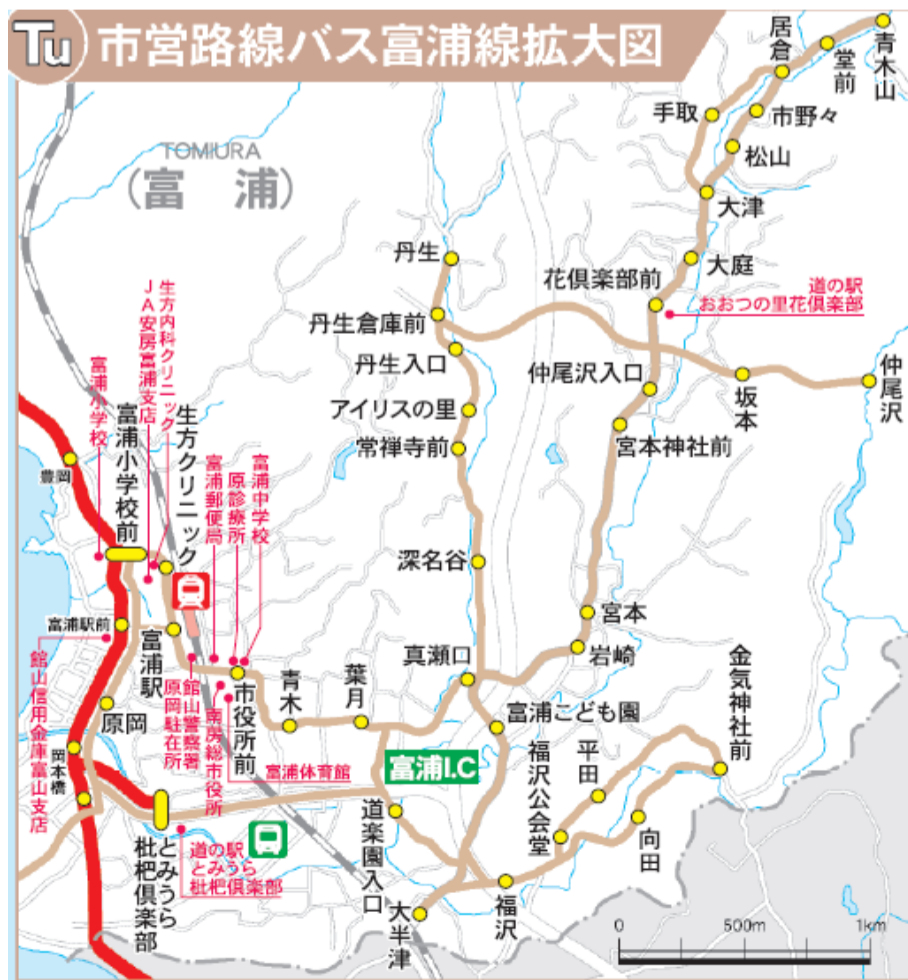 Tu 市営路線バス富浦線拡大図
TOMIURA
(富 浦)
青木山
堂前
居倉
手取
市野々
松山
大津
大庭
花倶楽部前
道の駅
おおつの里花倶楽部
丹生
丹生倉庫前
丹生入口
アイリスの里
常禅寺前
仲尾沢入口
坂本
仲尾沢
宮本神社前
生方内科クリニック
JA安房富浦支店
富浦小学校
富浦小学校前
生方クリニック
富浦郵便局
原診療所
富浦中学校
豊岡
深名谷
宮本
岩崎
真瀬口
富浦駅前
富浦駅
館山信用金庫富山支店
原岡
館山警察署
原岡駐在所
南房総市役所
市役所前
富浦体育館
青木
葉月
富浦こども園
金気神社前
富浦I.C
福沢公会堂
平田
向田
岡本橋
とみうら
枇杷倶楽部
道の駅
とみうら
枇杷倶楽部
道楽園入口
大半津
福沢
0 500m 1km